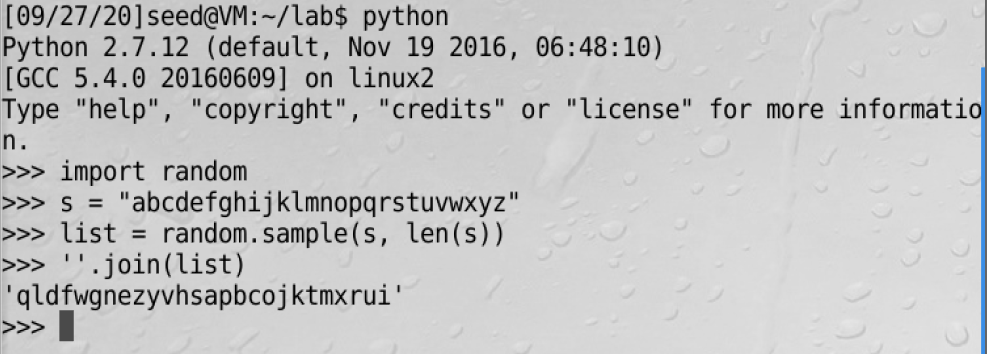 [09/27/20]seed@VM:~/lab$ python
Python 2.7.12 (default, Nov 19 2016, 06:48:10)
[GCC 5.4.0 20160609] on linux2
Type "help", "copyright", "credits" or "license" for more informatio
n.
>>> import random
>>> s = "abcdefghijklmnopqrstuvwxyz"
>>> list = random.sample(s, len(s))
>>> ''.join(list)
'qldfwgnezyvhsapbcojktmxrui'
>>>